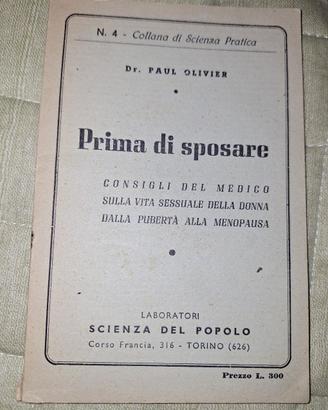 N. 4 - Collana di Scienza Pratica
Dr. PAUL OLIVIER
Prima di sposare
CONSIGLI DEL MEDICO
SULLA VITA SESSUALE DELLA DONNA
DALLA PUBERTÀ ALLA MENOPAUSA
LABORATORI
SCIENZA DEL POPOLO
Corso Francia, 316 - TORINO (626)
Prezzo L. 300